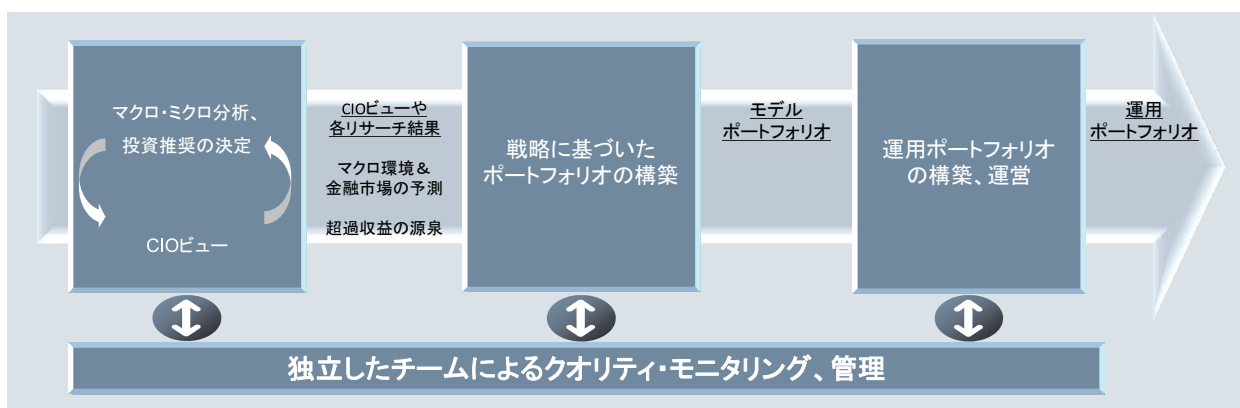 マクロ・ミクロ分析、
投資推奨の決定
CIOビュー
CIOビューや
各リサーチ結果
マクロ環境＆
金融市場の予測
超過収益の源泉
戦略に基づいた
ポートフォリオの構築
モデル
ポートフォリオ
運用ポートフォリオ
の構築、運営
運用
ポートフォリオ
独立したチームによるクオリティ・モニタリング、管理